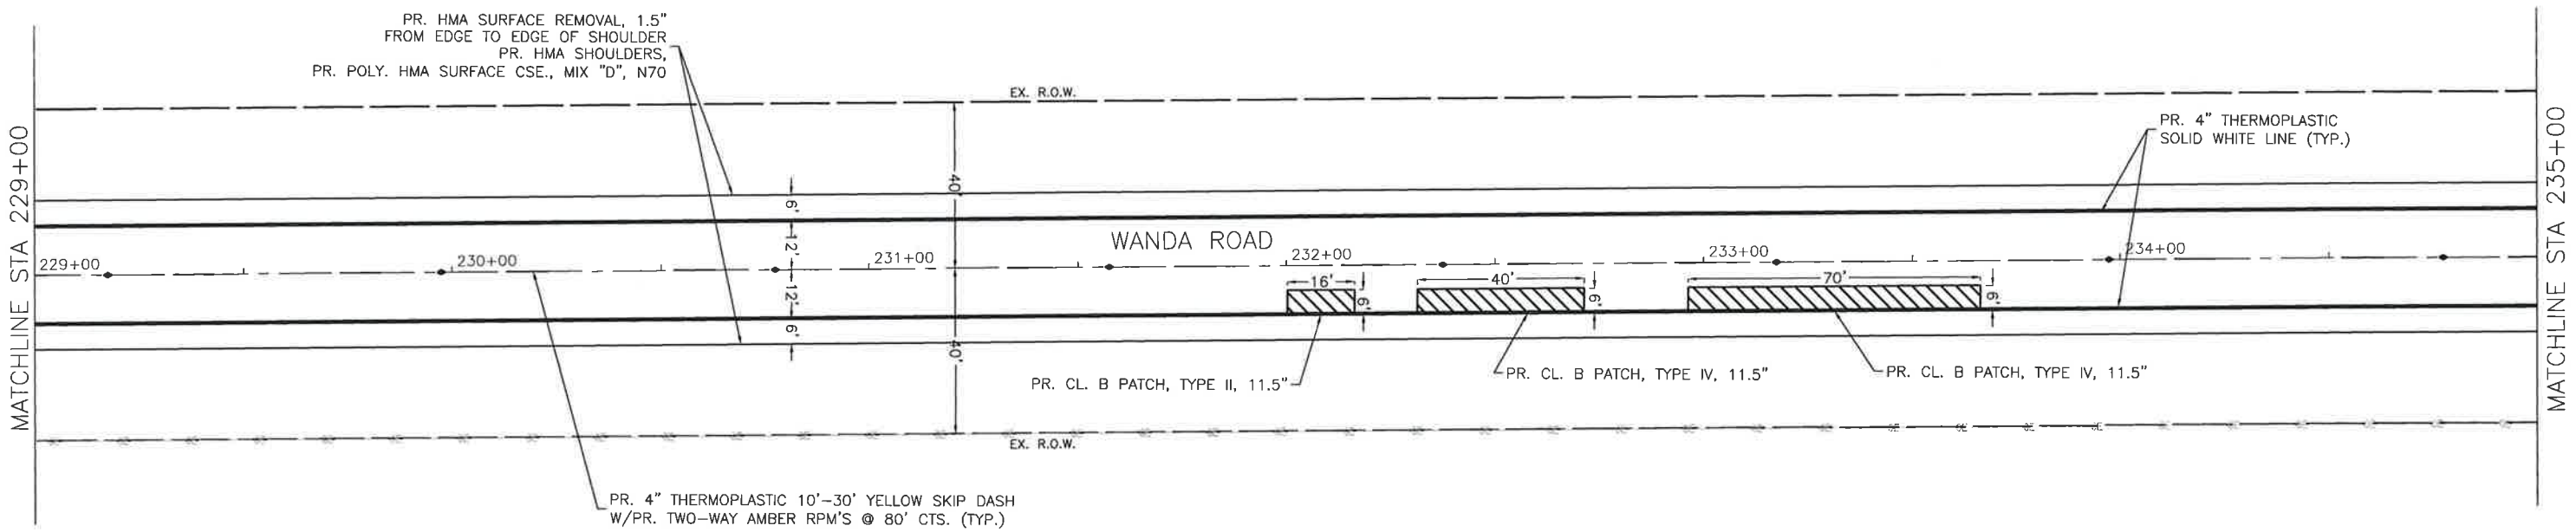 PR. HMA SURFACE REMOVAL, 1.5"
FROM EDGE TO EDGE OF SHOULDER
PR. HMA SHOULDERS,
PR. POLY. HMA SURFACE CSE., MIX "D", N70
EX. R.O.W.
PR. 4" THERMOPLASTIC
SOLID WHITE LINE (TYP.)
MATCHLINE STA 229+00
MATCHLINE STA 235+00
40'
6'
12'
12'
6'
40'
WANDA ROAD
229+00
230+00
231+00
232+00
233+00
234+00
16'
6'
40'
6'
70'
6'
PR. CL. B PATCH, TYPE II, 11.5"
PR. CL. B PATCH, TYPE IV, 11.5"
PR. CL. B PATCH, TYPE IV, 11.5"
EX. R.O.W.
PR. 4" THERMOPLASTIC 10'-30' YELLOW SKIP DASH
W/PR. TWO-WAY AMBER RPM'S @ 80' CTS. (TYP.)